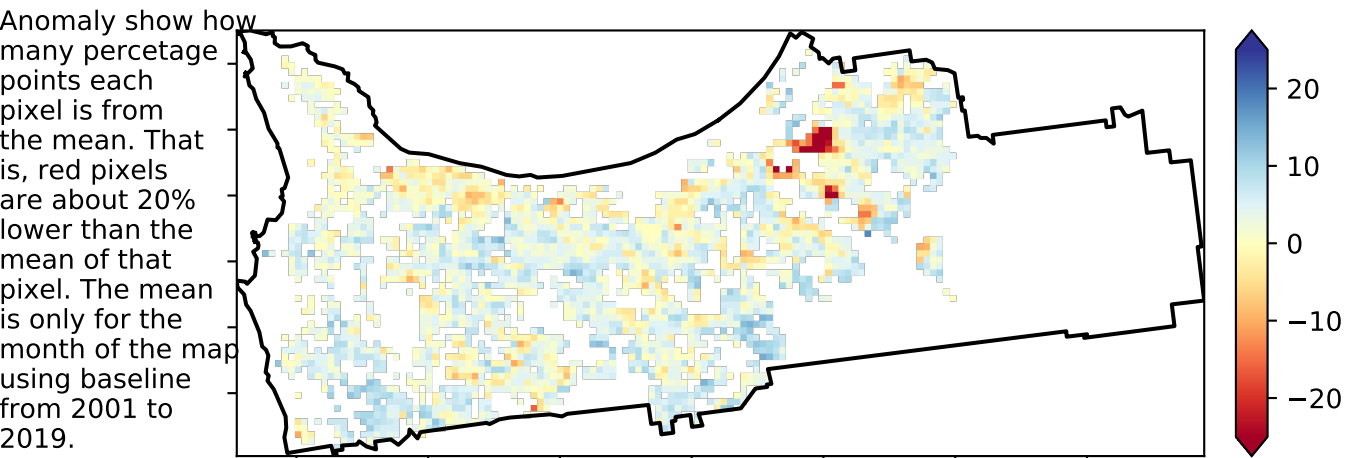 Anomaly show how
many percetage
points each
pixel is from
the mean. That
is, red pixels
are about 20%
lower than the
mean of that
pixel. The mean
is only for the
month of the map
using baseline
from 2001 to
2019.
20
10
0
−10
−20